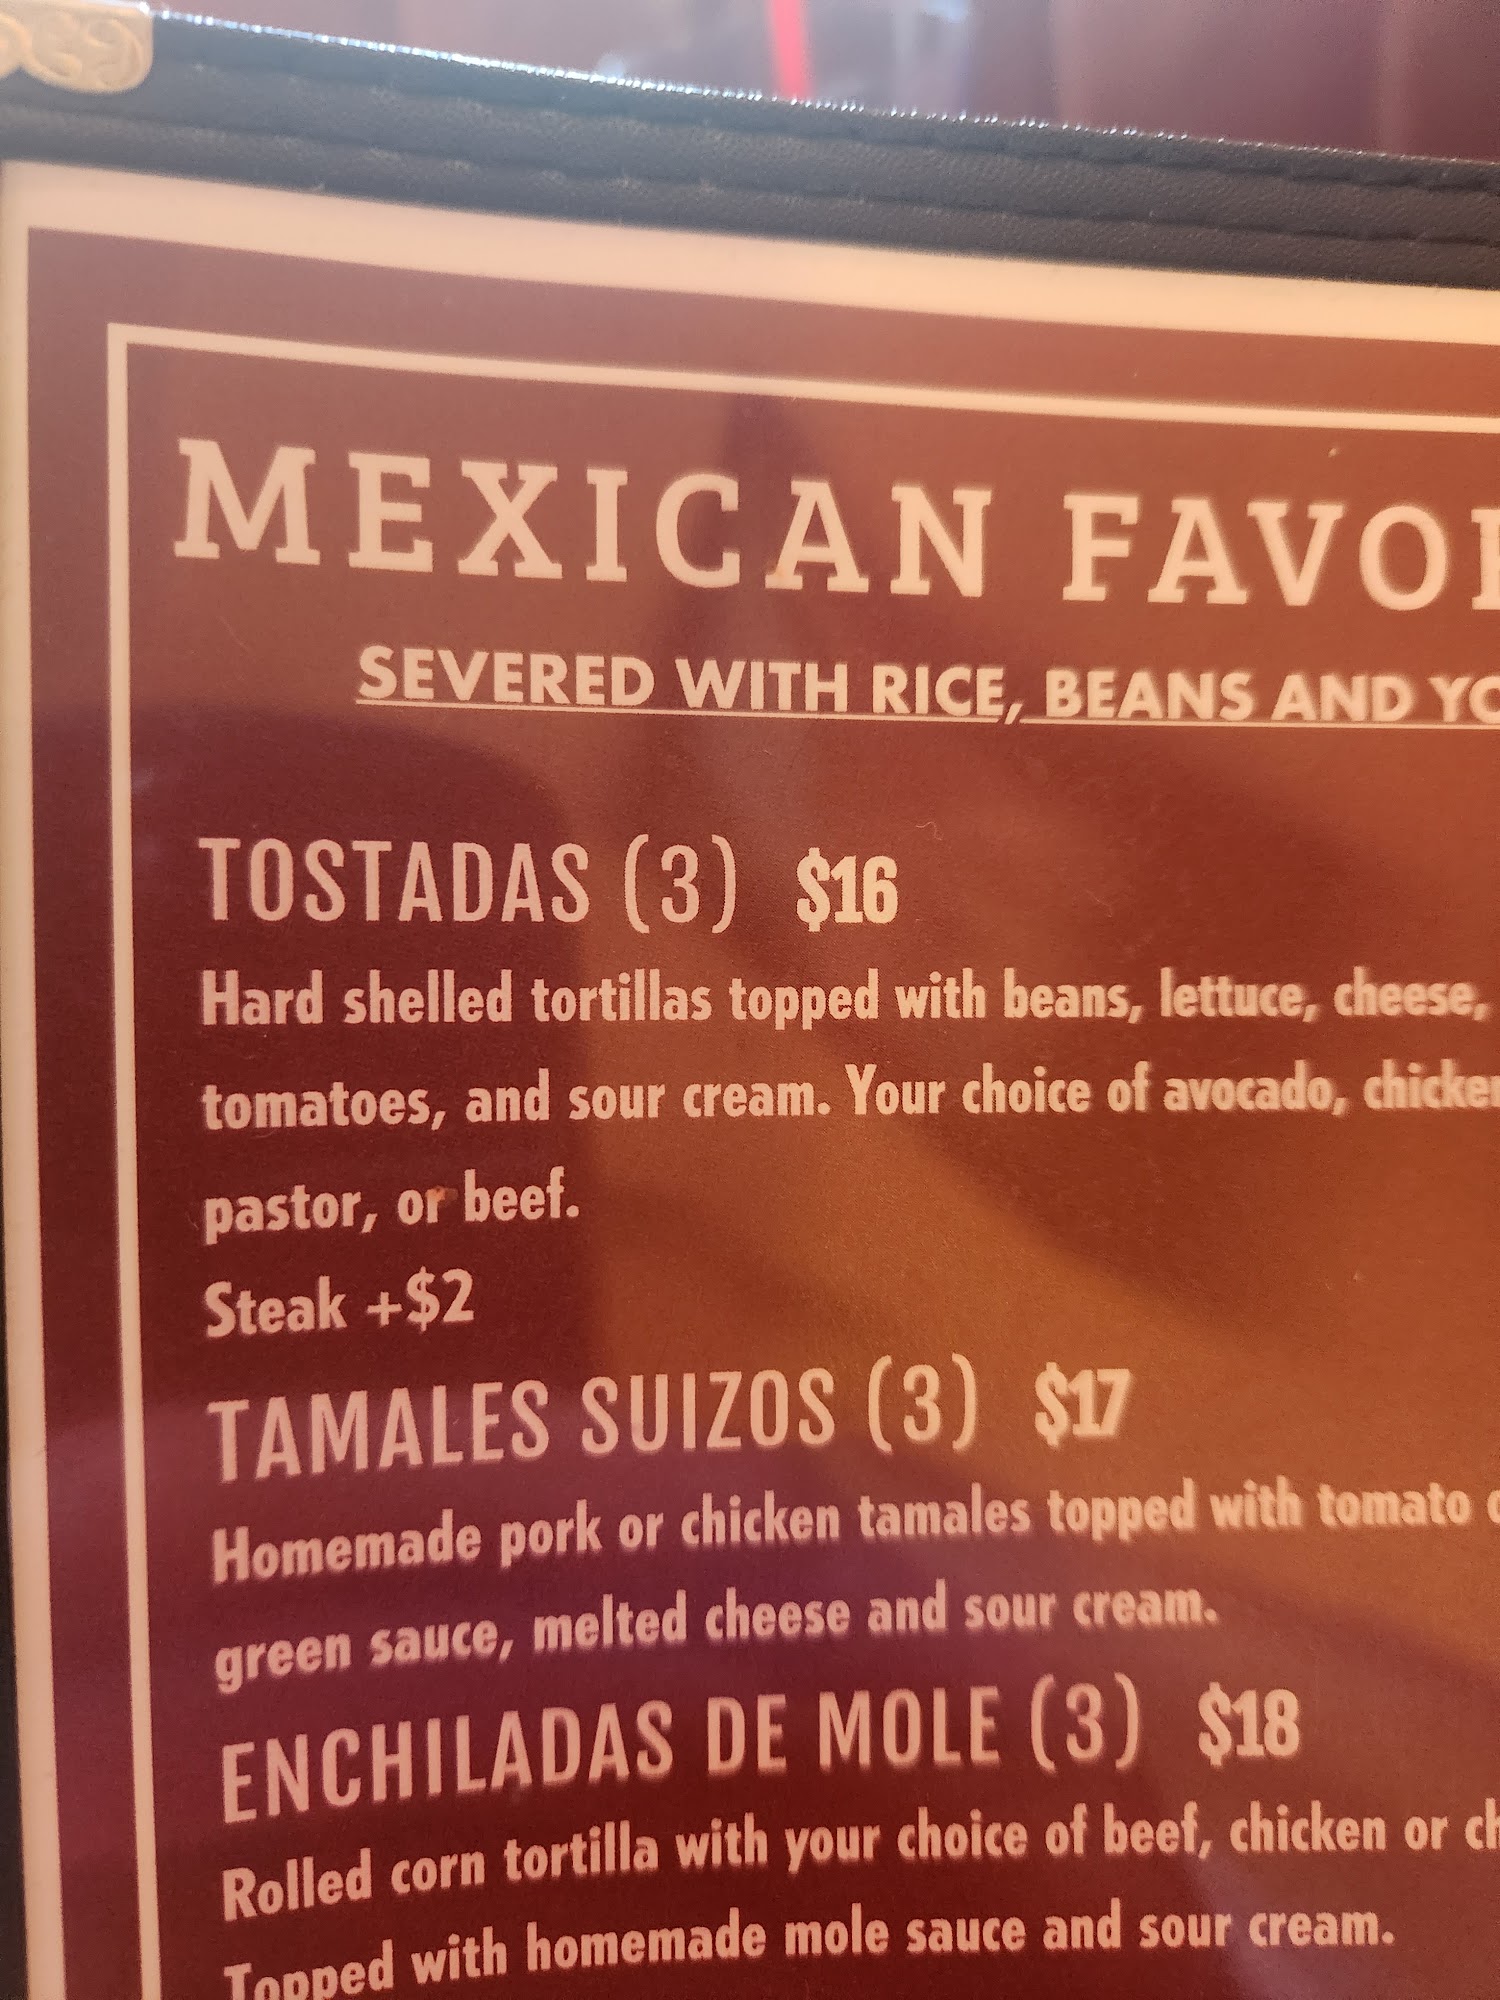 MEXICAN FAVO
SEVERED WITH RICE, BEANS AND
TOSTADAS (3) $16
Hard shelled tortillas topped with beans, lettuce, cheese,
tomatoes, and sour cream. Your choice of avocado, chicken
pastor, or beef.
Steak +$2
TAMALES SUIZOS (3) $17
Homemade pork or chicken tamales topped with tomato
green sauce, melted cheese and sour cream.
ENCHILADAS DE MOLE (3) $18
Rolled corn tortilla with your choice of beef, chicken or ch
Topped with homemade mole sauce and sour cream.